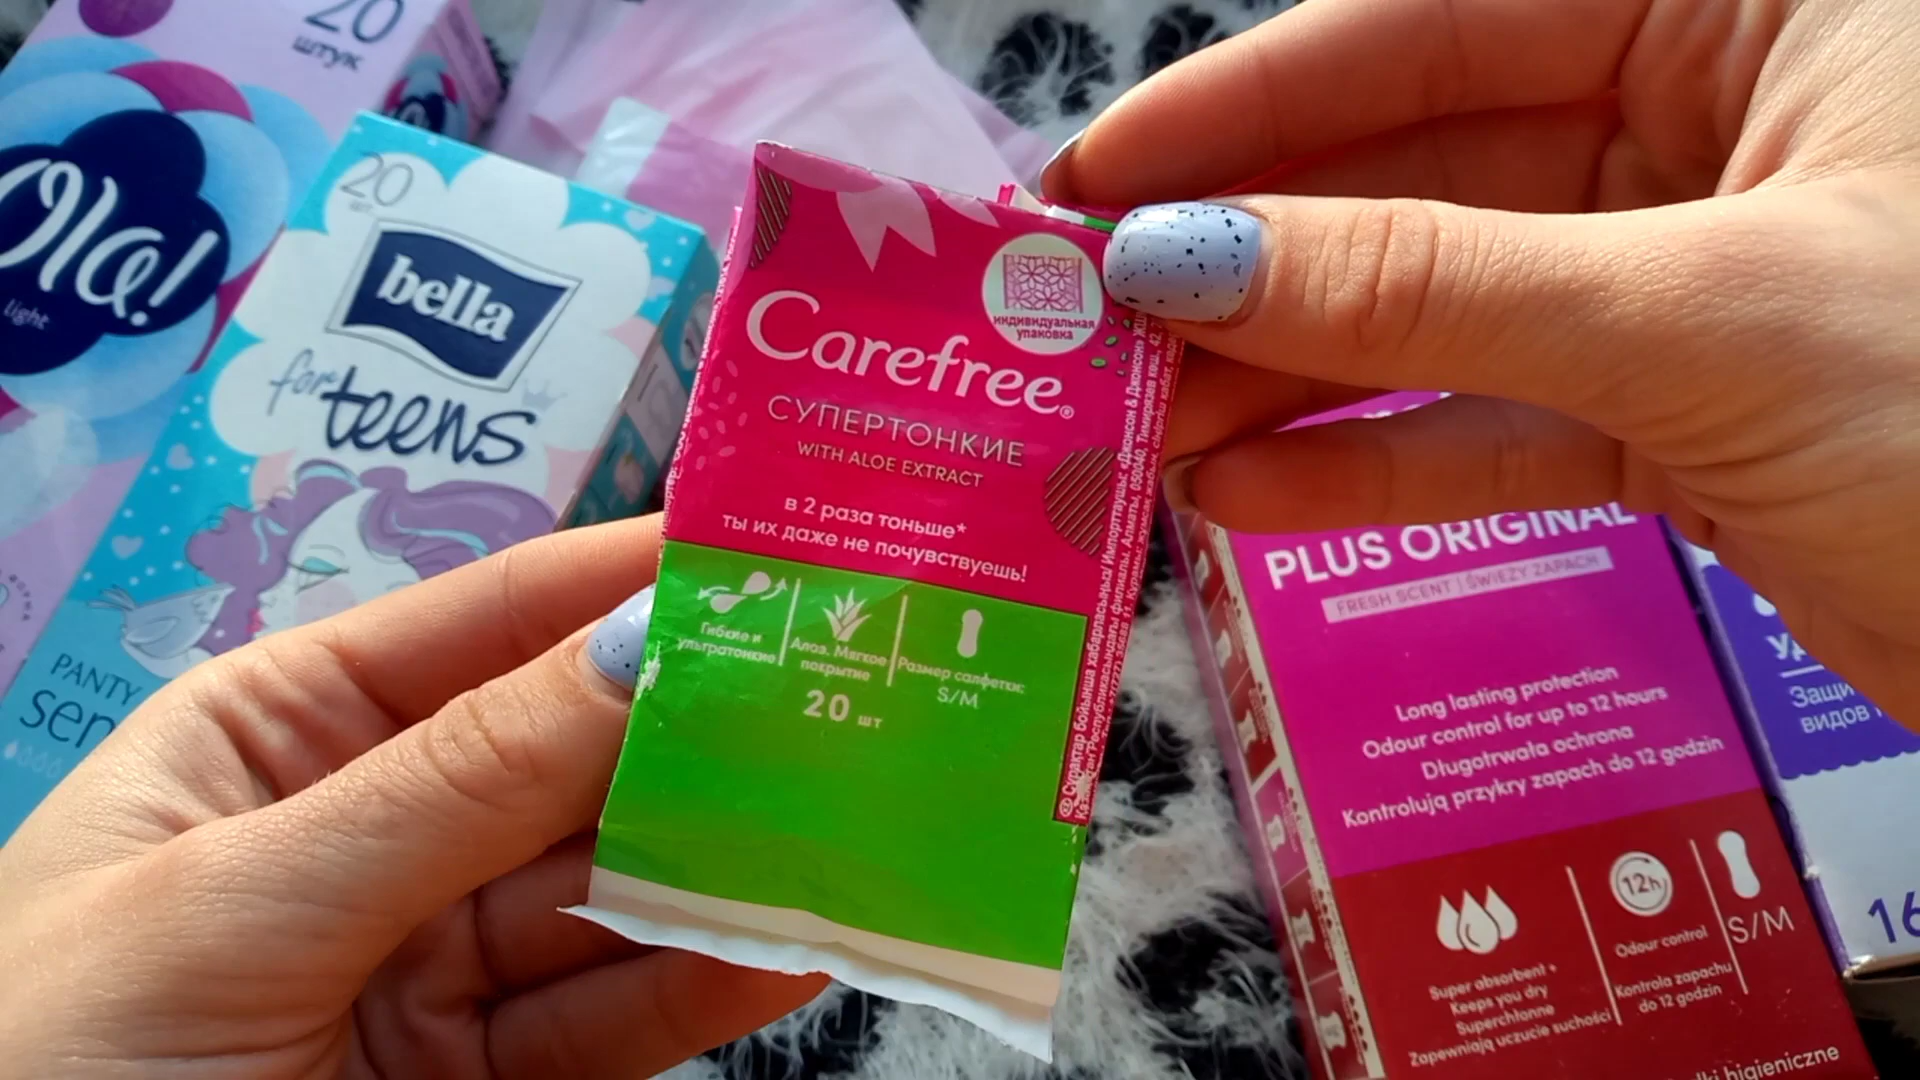 20
штук
Ola!
light
20
bella
for teens
PANTY
sen
Carefree®
индивидуальная
упаковка
СУПЕРТОНКИЕ
WITH ALOE EXTRACT
в 2 раза тоньше*
ты их даже не почувствуешь!
Гибкие и
ультратонкие
Алоэ. Мягкое
покрытие
Размер салфетки:
S/M
20 шт
PLUS ORIGINAL
FRESH SCENT | ŚWIEŻY ZAPACH
Long lasting protection
Odour control for up to 12 hours
Długotrwała ochrona
Kontrolują przykry zapach do 12 godzin
12h
Super absorbent +
Keeps you dry
Superchłonne
Zapewniają uczucie suchości
Odour control
Kontrola zapachu
do 12 godzin
S/M
higieniczne
Защи
видов
16